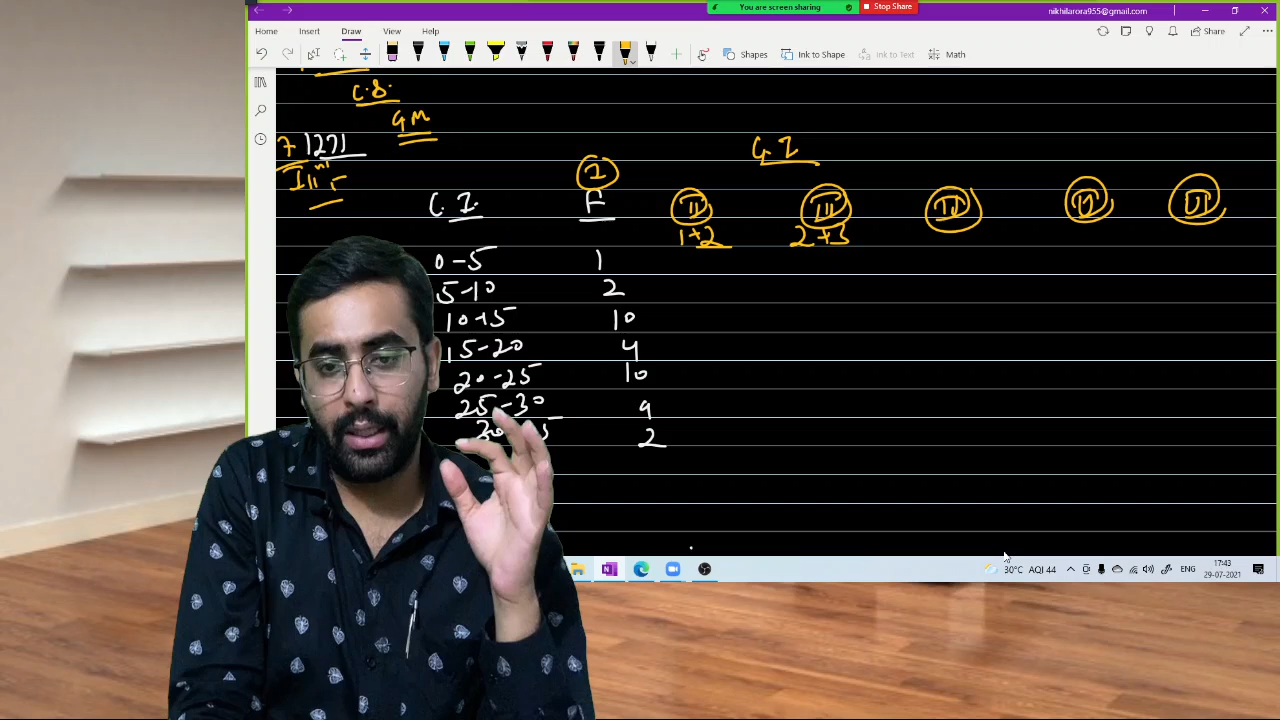 You are screen sharing
Stop Share
nikhilarora955@gmail.com
Home Insert Draw View Help
Share
Shapes
Ink to Shape
Ink to Text
Math
C.S.
GM
7 1271
G.I
I
C.I. F
II III IV
1+2 2+3
0-5 1
5-10 2
10-15 10
15-20 4
20-25 10
25-30 9
2
30°C AQI 44
ENG
17:43
29-07-2021